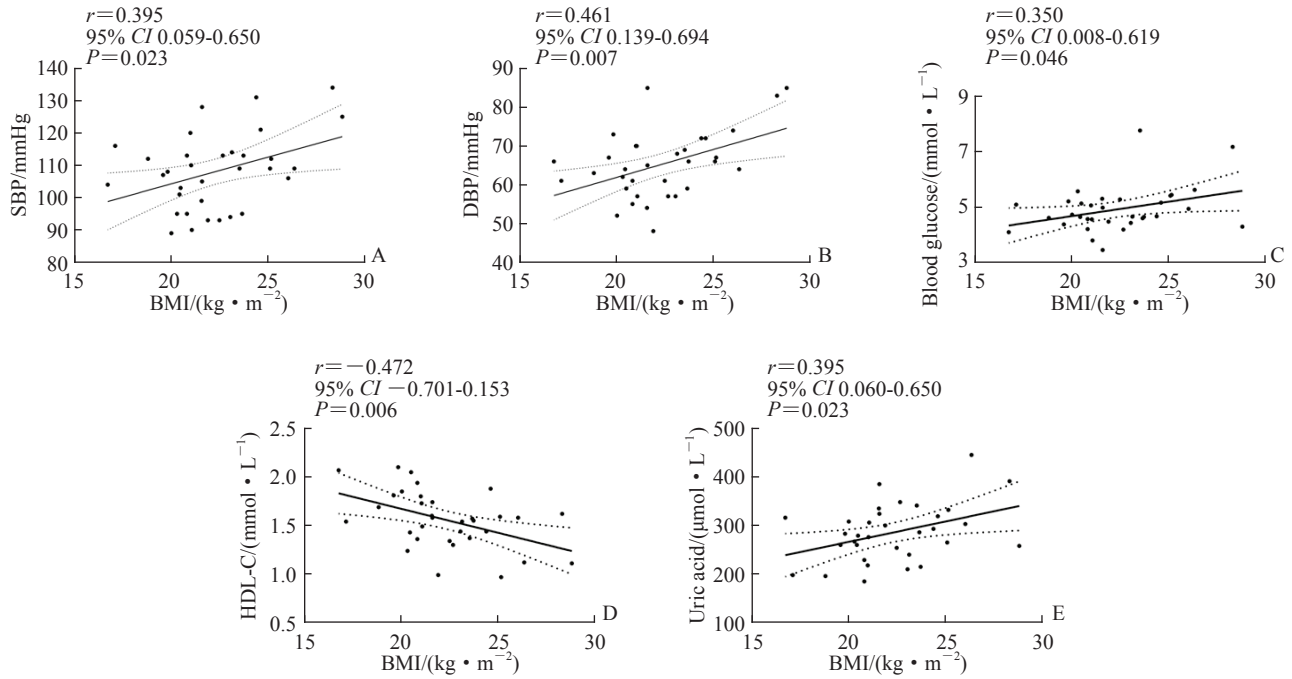 r=0.395
95% CI 0.059-0.650
P=0.023
SBP/mmHg
140
130
120
110
100
90
80
15
20
25
30
BMI/(kg • m⁻²)
A
r=0.461
95% CI 0.139-0.694
P=0.007
DBP/mmHg
90
80
70
60
50
40
15
20
25
30
BMI/(kg • m⁻²)
B
r=0.350
95% CI 0.008-0.619
P=0.046
Blood glucose/(mmol • L⁻¹)
9
7
5
3
15
20
25
30
BMI/(kg • m⁻²)
C
r=−0.472
95% CI −0.701-0.153
P=0.006
HDL-C/(mmol • L⁻¹)
2.5
2.0
1.5
1.0
0.5
15
20
25
30
BMI/(kg • m⁻²)
D
r=0.395
95% CI 0.060-0.650
P=0.023
Uric acid/(μmol • L⁻¹)
500
400
300
200
100
15
20
25
30
BMI/(kg • m⁻²)
E